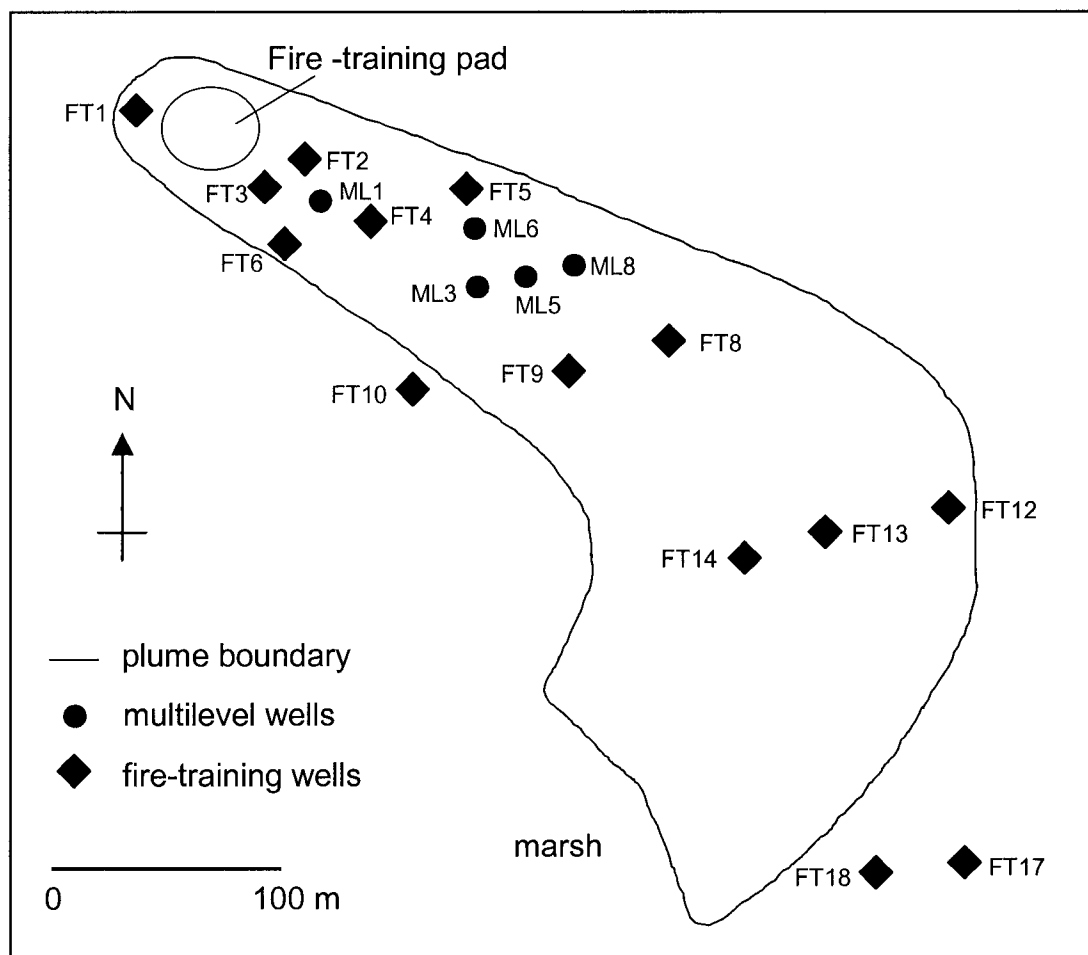 Fire -training pad
FT1
FT2
FT3
ML1
FT5
FT4
ML6
FT6
ML8
ML3
ML5
FT8
FT9
FT10
N
FT12
FT13
FT14
plume boundary
multilevel wells
fire-training wells
marsh
FT18
FT17
0
100 m